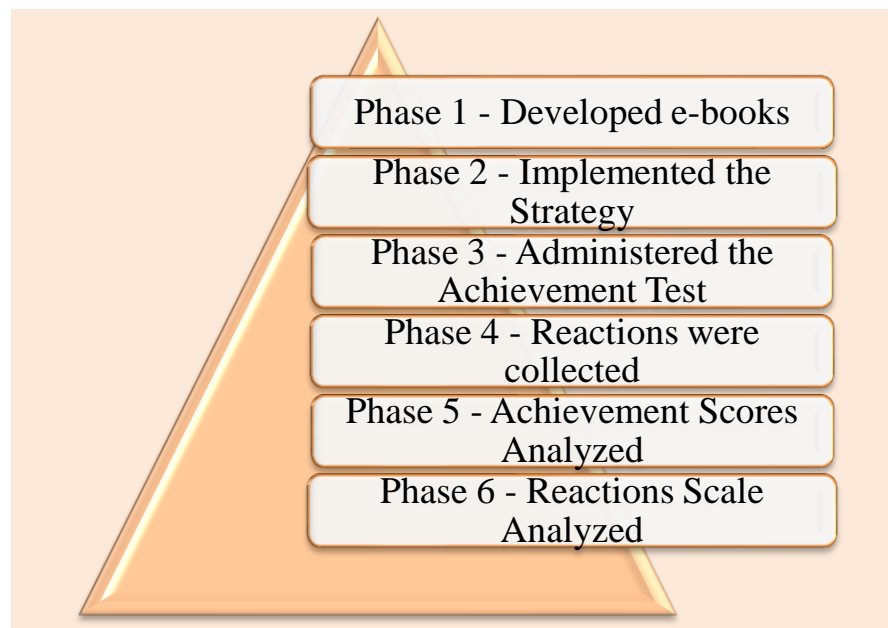 Phase 1 - Developed e-books
Phase 2 - Implemented the
Strategy
Phase 3 - Administered the
Achievement Test
Phase 4 - Reactions were
collected
Phase 5 - Achievement Scores
Analyzed
Phase 6 - Reactions Scale
Analyzed